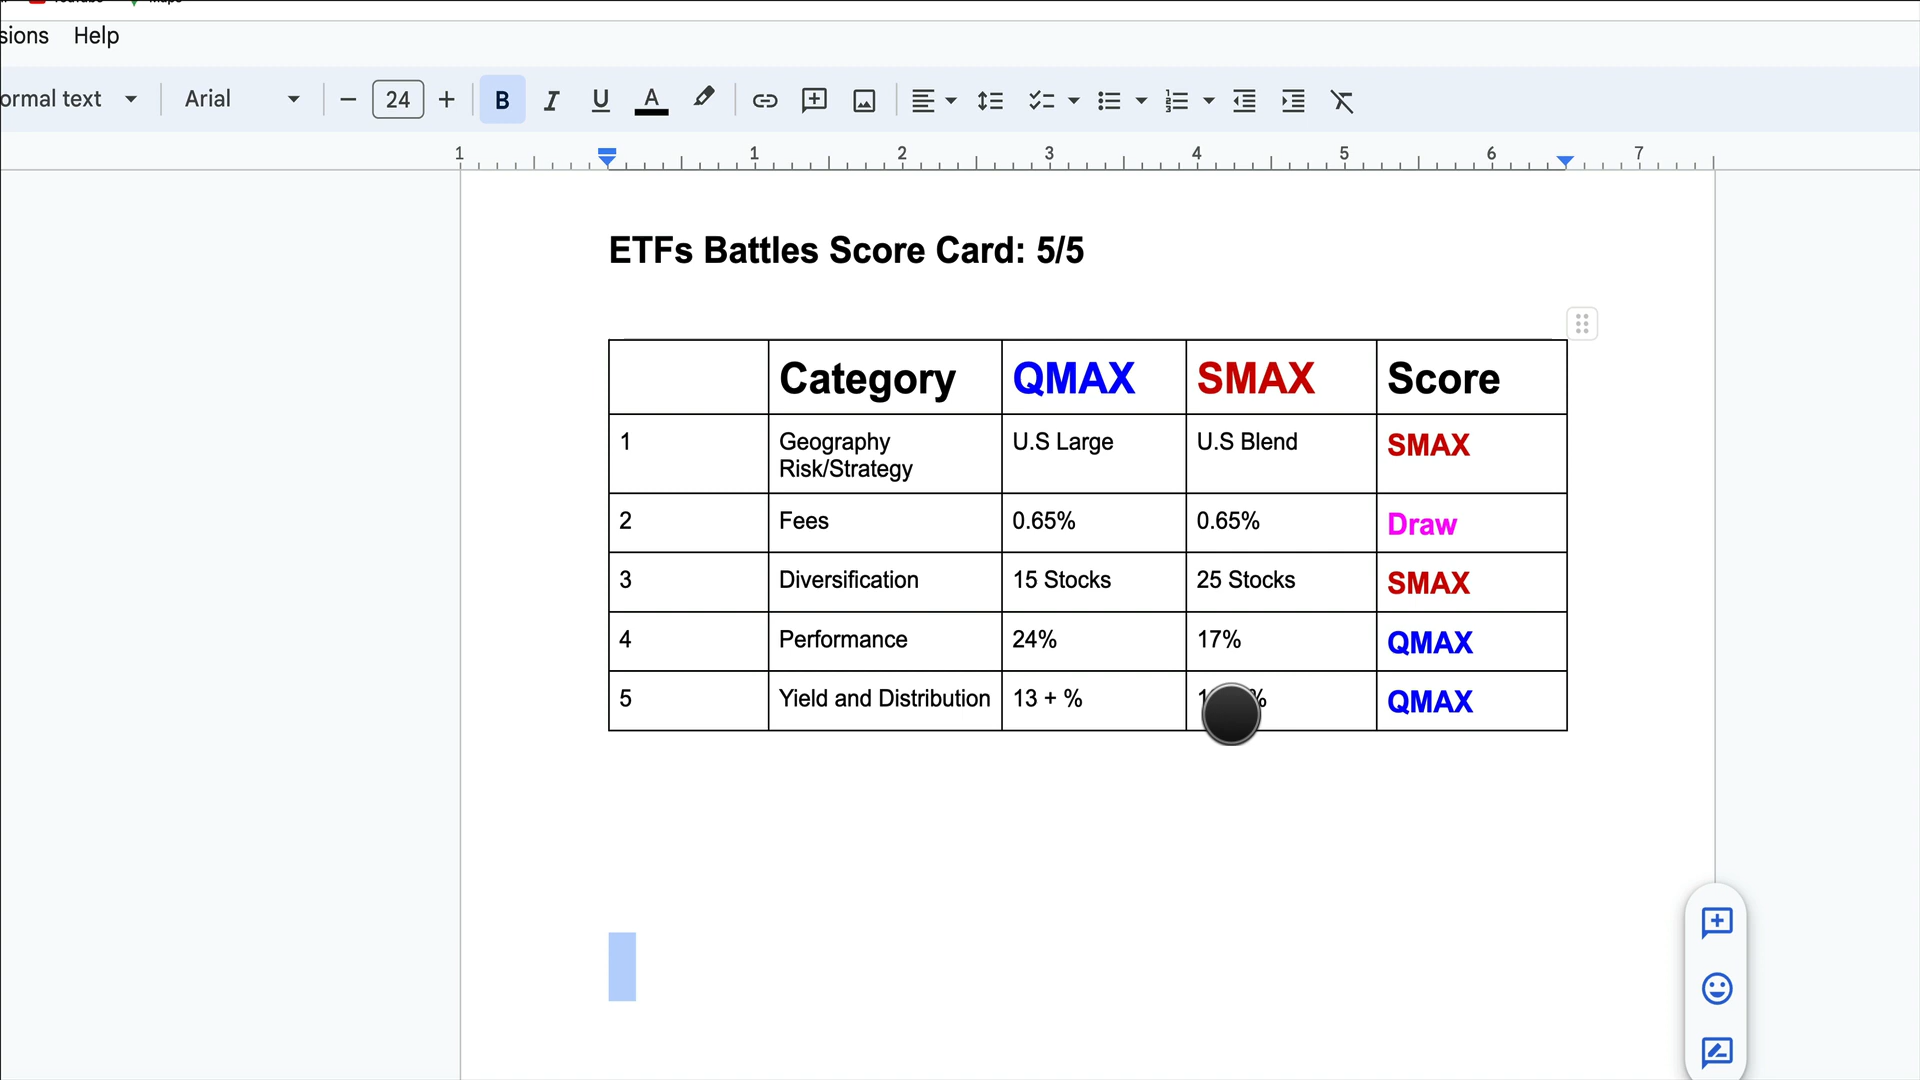 sions Help
ormal text Arial 24 B I U A
1 1 2 3 4 5 6 7
ETFs Battles Score Card: 5/5
Category QMAX SMAX Score
1 Geography Risk/Strategy U.S Large U.S Blend SMAX
2 Fees 0.65% 0.65% Draw
3 Diversification 15 Stocks 25 Stocks SMAX
4 Performance 24% 17% QMAX
5 Yield and Distribution 13 + % QMAX